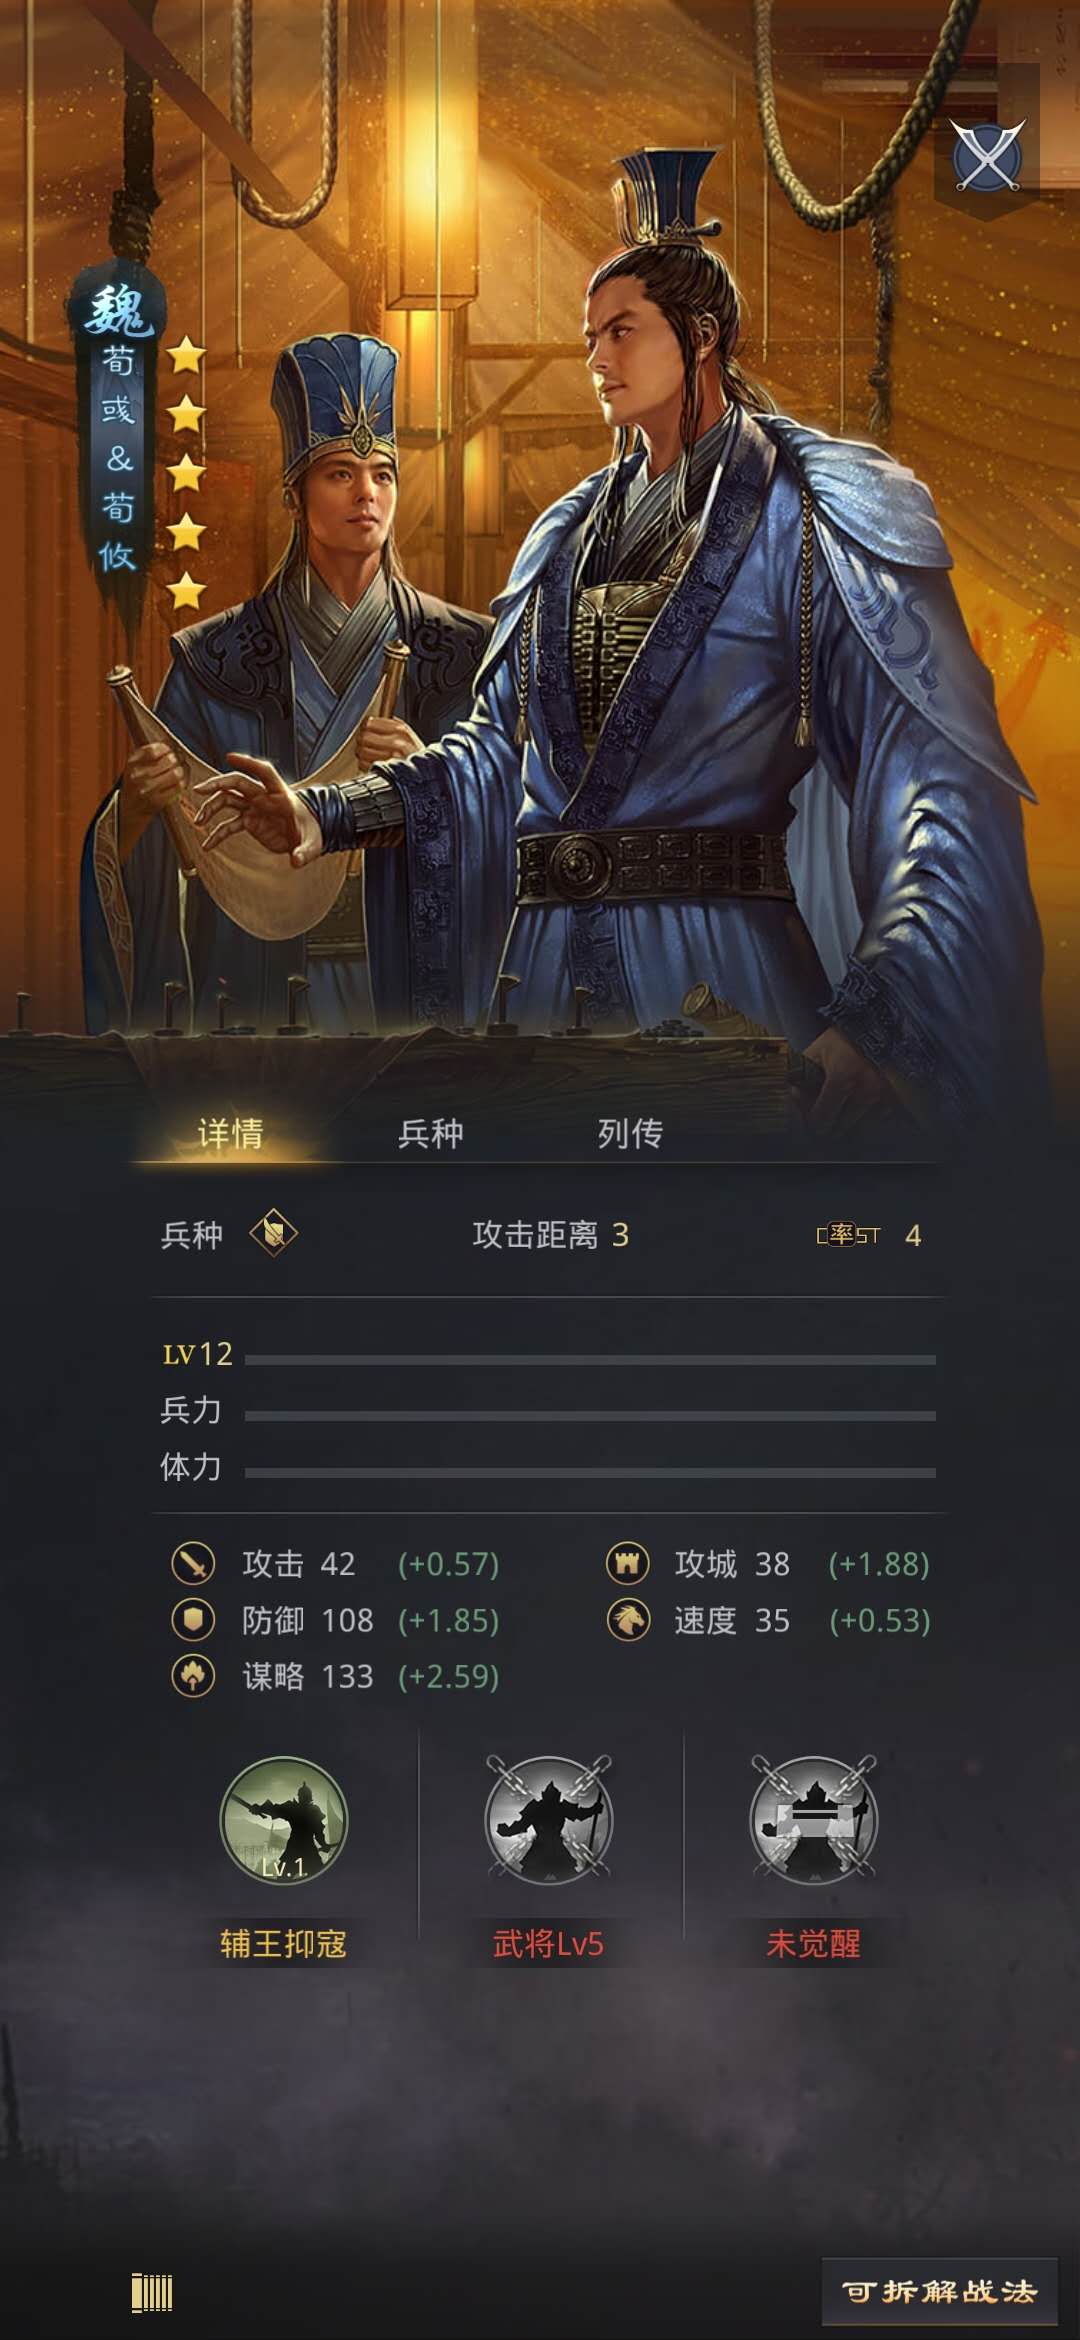 魏
荀彧&荀攸
详情 兵种 列传
兵种 攻击距离 3 C率ST 4
LV12
兵力
体力
攻击 42 (+0.57) 攻城 38 (+1.88)
防御 108 (+1.85) 速度 35 (+0.53)
谋略 133 (+2.59)
Lv.1
辅王抑寇 武将Lv5 未觉醒
可拆解战法